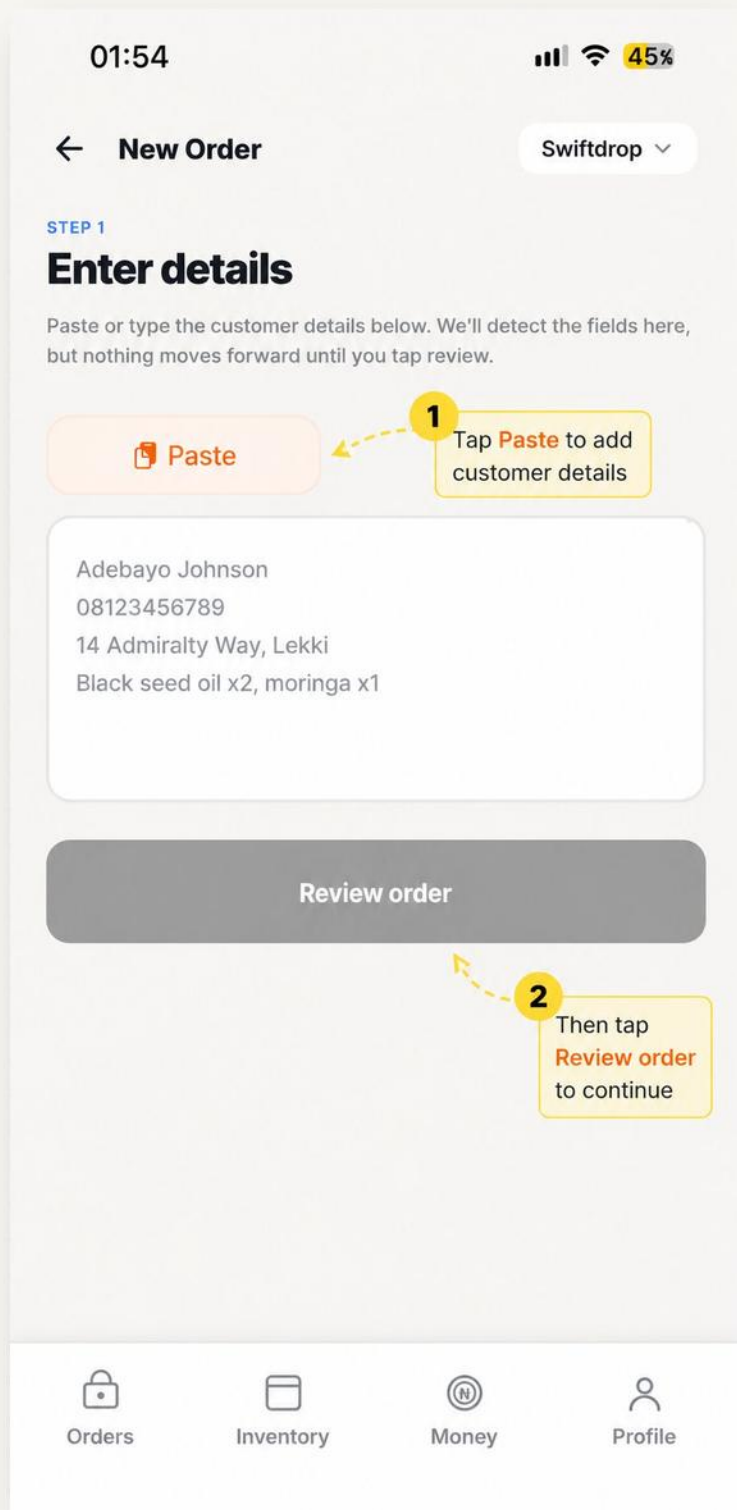 01:54
45%
New Order
Swiftdrop
STEP 1
Enter details
Paste or type the customer details below. We'll detect the fields here,
but nothing moves forward until you tap review.
Paste
1
Tap Paste to add
customer details
Adebayo Johnson
08123456789
14 Admiralty Way, Lekki
Black seed oil x2, moringa x1
Review order
2
Then tap
Review order
to continue
₦
Orders
Inventory
Money
Profile